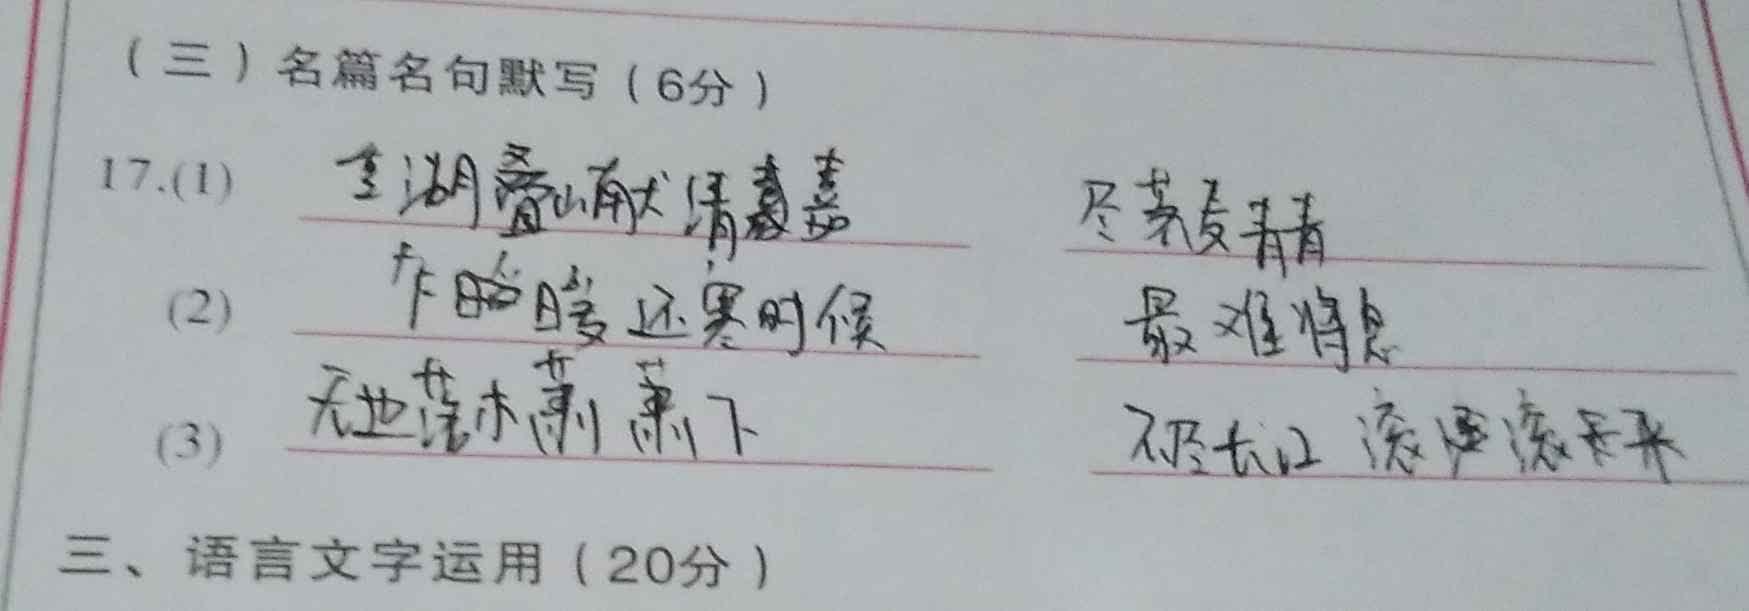 （三）名篇名句默写（6分）
17.(1) 重湖叠山献清嘉 尽荠麦青青
(2) 乍暖还寒时候 最难将息
(3) 无边落木萧萧下 不尽长江滚滚来
三、语言文字运用（20分）